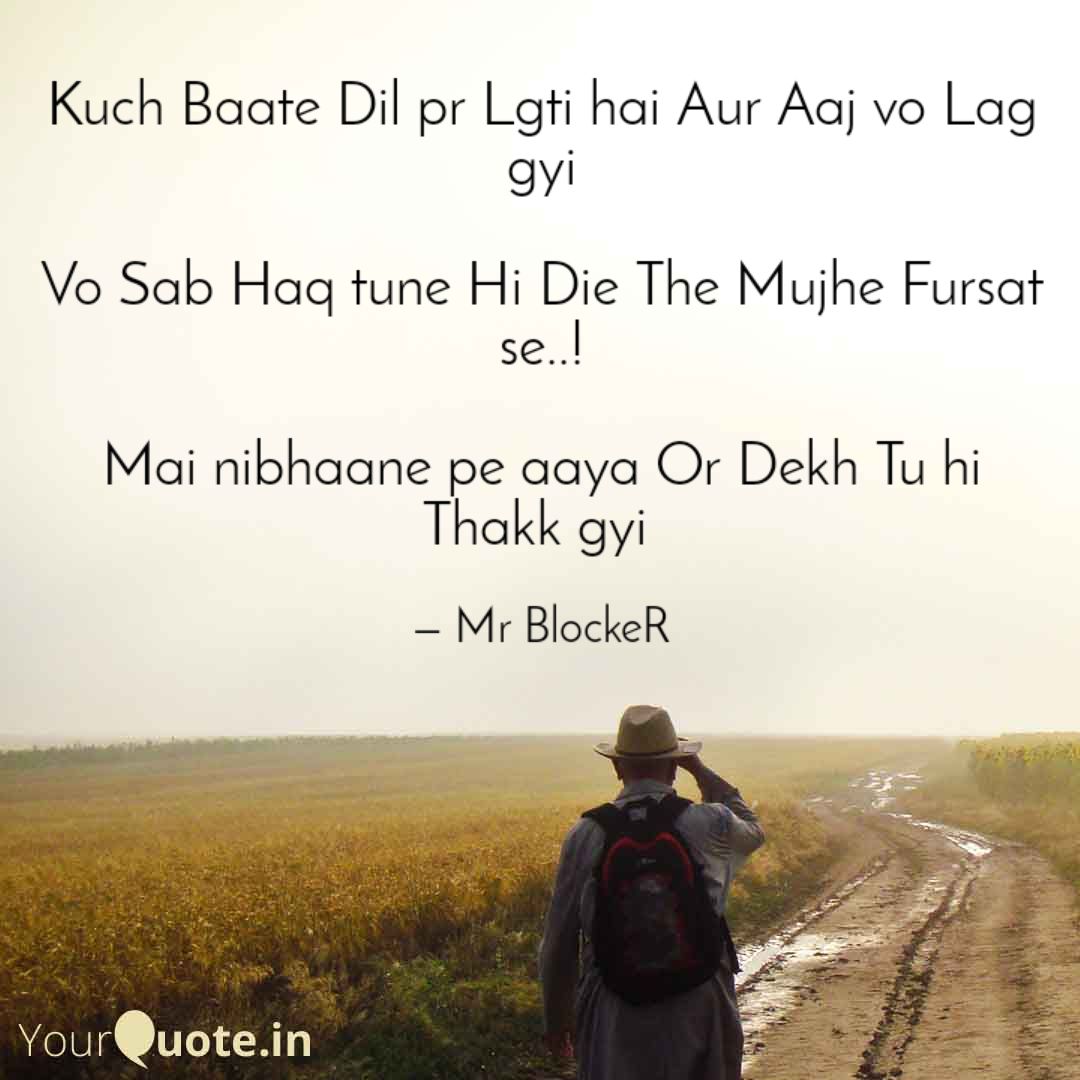 Kuch Baate Dil pr Lgti hai Aur Aaj vo Lag
gyi
Vo Sab Haq tune Hi Die The Mujhe Fursat
se..!
Mai nibhaane pe aaya Or Dekh Tu hi
Thakk gyi
– Mr BlockeR
YourQuote.in